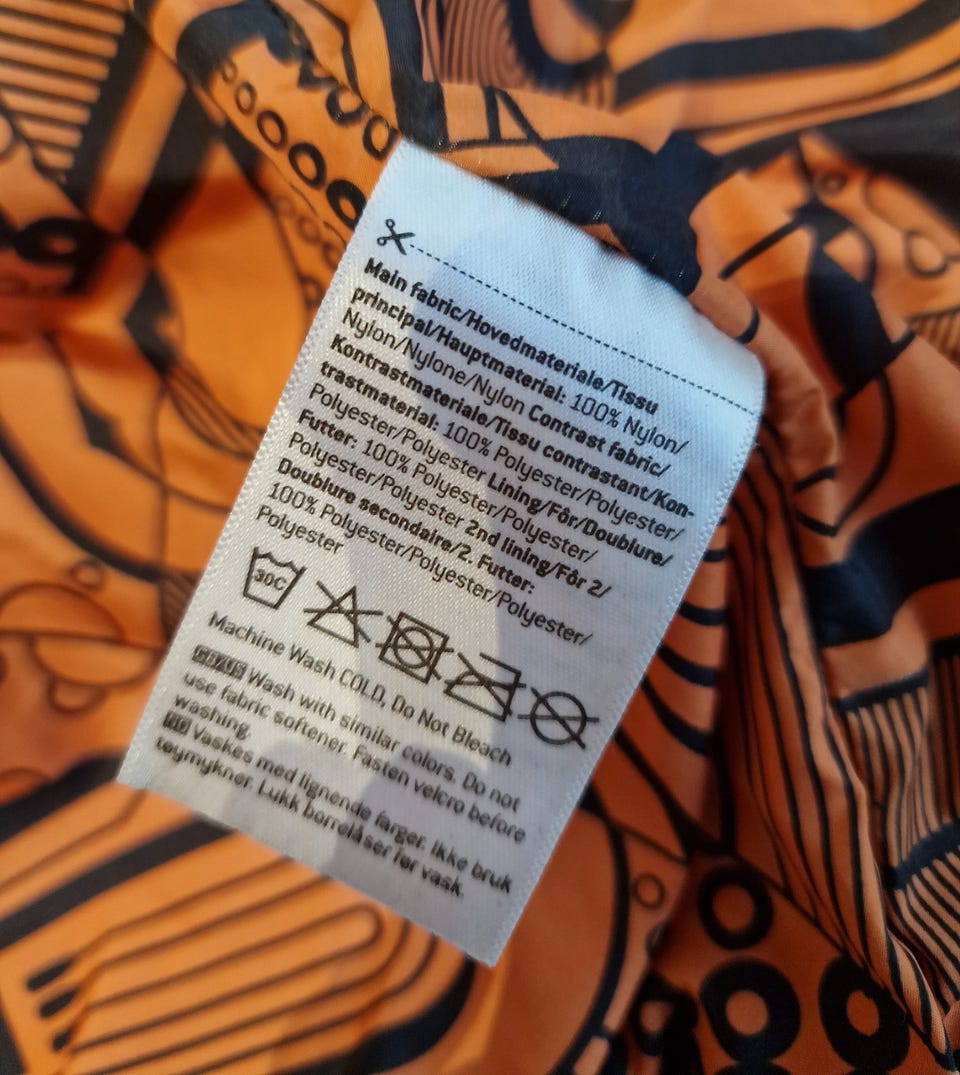 Main fabric/Hovedmateriale/Tissu
principal/Hauptmaterial: 100% Nylon/
Nylon/Nylone/Nylon Contrast fabric/
Kontrastmateriale/Tissu contrastant/Kon-
trastmaterial: 100% Polyester/Polyester/
Polyester/Polyester Lining/Fôr/Doublure/
Futter: 100% Polyester/Polyester/
Polyester/Polyester 2nd lining/Fôr 2/
Doublure secondaire/2. Futter:
100% Polyester/Polyester/Polyester/
Polyester
30C
Machine Wash COLD, Do Not Bleach
GB/US Wash with similar colors. Do not
use fabric softener. Fasten velcro before
washing.
NO Vaskes med lignende farger. Ikke bruk
tøymykner. Lukk borrelåser før vask.